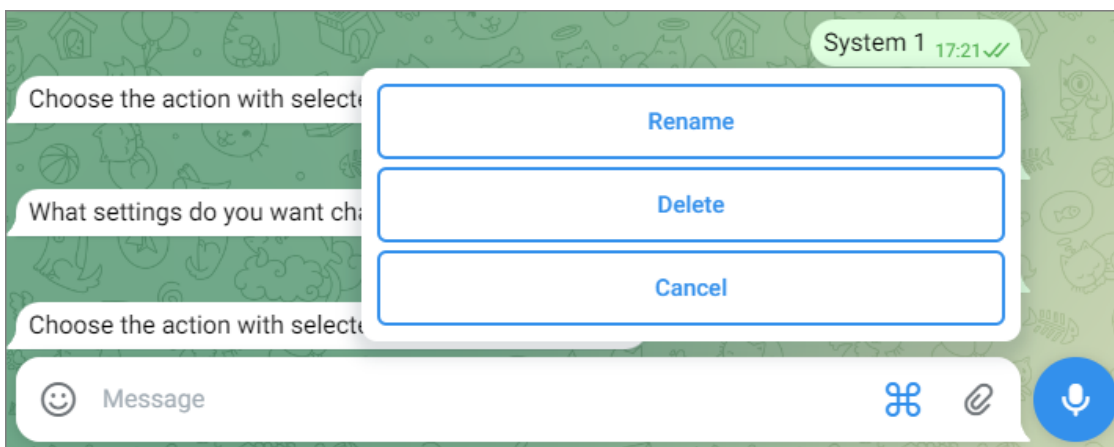 System 1 17:21
Choose the action with selecte
Rename
Delete
What settings do you want cha
Cancel
Choose the action with selecte
Message